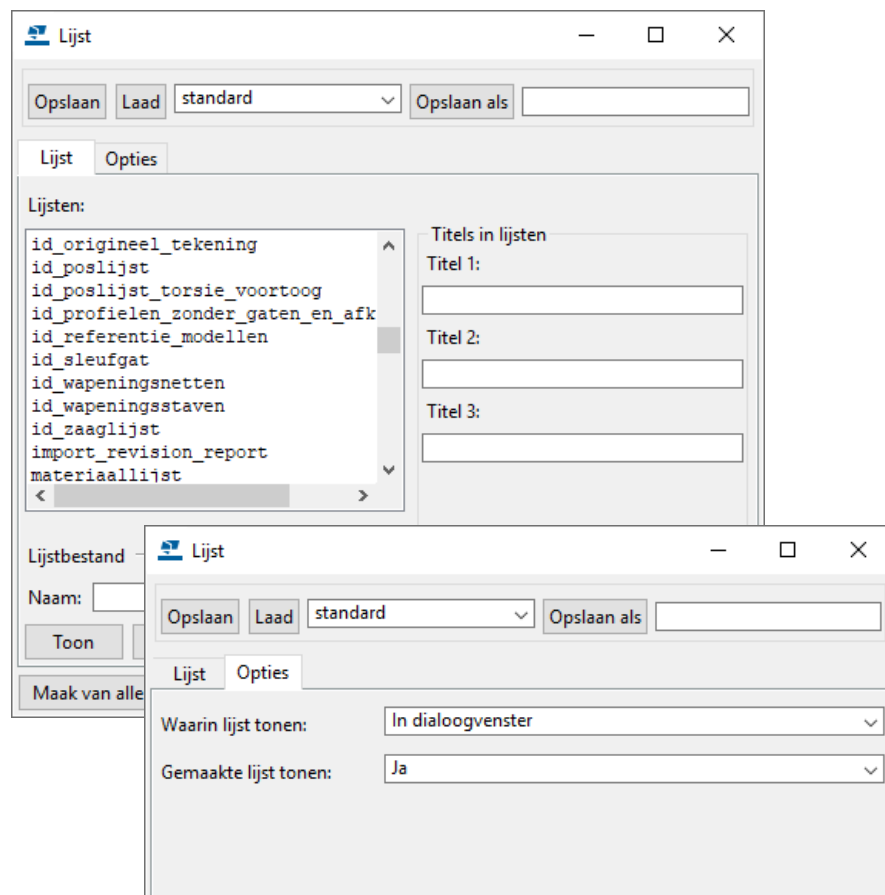 Lijst
Opslaan Laad standard Opslaan als
Lijst Opties
Lijsten:
id_origineel_tekening
id_poslijst
id_poslijst_torsie_voortoog
id_profielen_zonder_gaten_en_afk
id_referentie_modellen
id_sleufgat
id_wapeningsnetten
id_wapeningsstaven
id_zaaglijst
import_revision_report
materiaallijst
Titels in lijsten
Titel 1:
Titel 2:
Titel 3:
Lijstbestand
Naam:
Toon
Maak van alle
Lijst
Opslaan Laad standard Opslaan als
Lijst Opties
Waarin lijst tonen: In dialoogvenster
Gemaakte lijst tonen: Ja